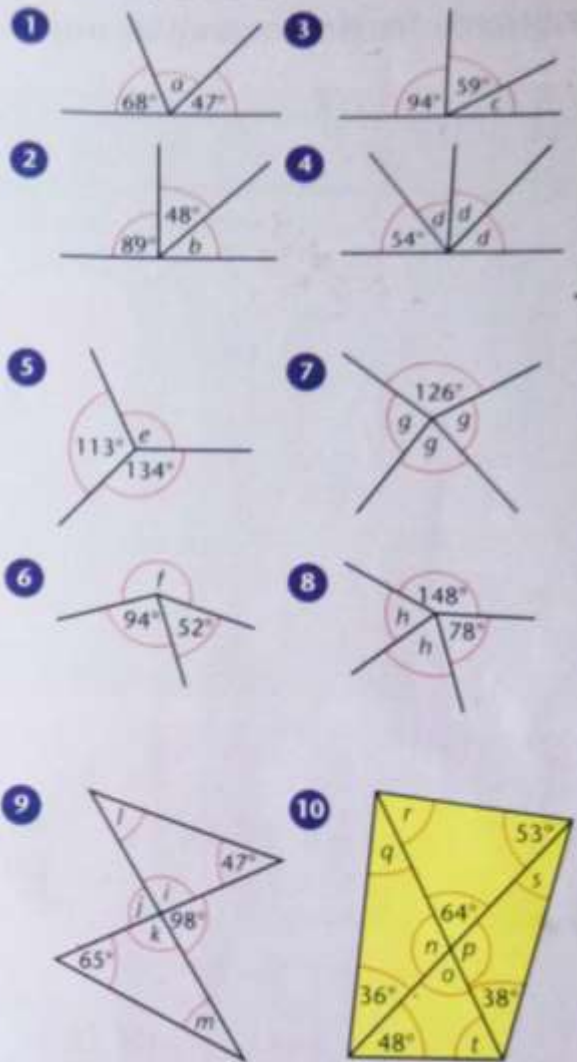 1
68° a 47°
3
94° 59° c
2
89° 48° b
4
54° d d d
5
113° e 134°
7
126° g g g
6
f 94° 52°
8
148° h h 78°
9
l 47°
j i 98° k
65° m
10
r 53°
q s
64°
n p
o
36° 38°
48° t